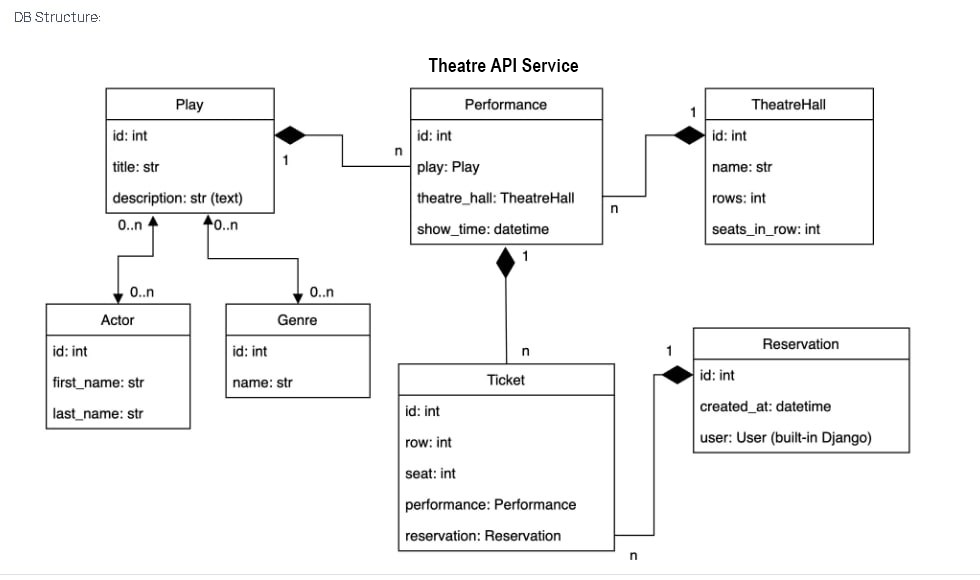 DB Structure:
Theatre API Service
Play
id: int
title: str
description: str (text)
1
n
Performance
id: int
play: Play
theatre_hall: TheatreHall
show_time: datetime
1
n
TheatreHall
id: int
name: str
rows: int
seats_in_row: int
0..n
0..n
0..n
0..n
Actor
id: int
first_name: str
last_name: str
Genre
id: int
name: str
1
n
Ticket
id: int
row: int
seat: int
performance: Performance
reservation: Reservation
1
n
Reservation
id: int
created_at: datetime
user: User (built-in Django)